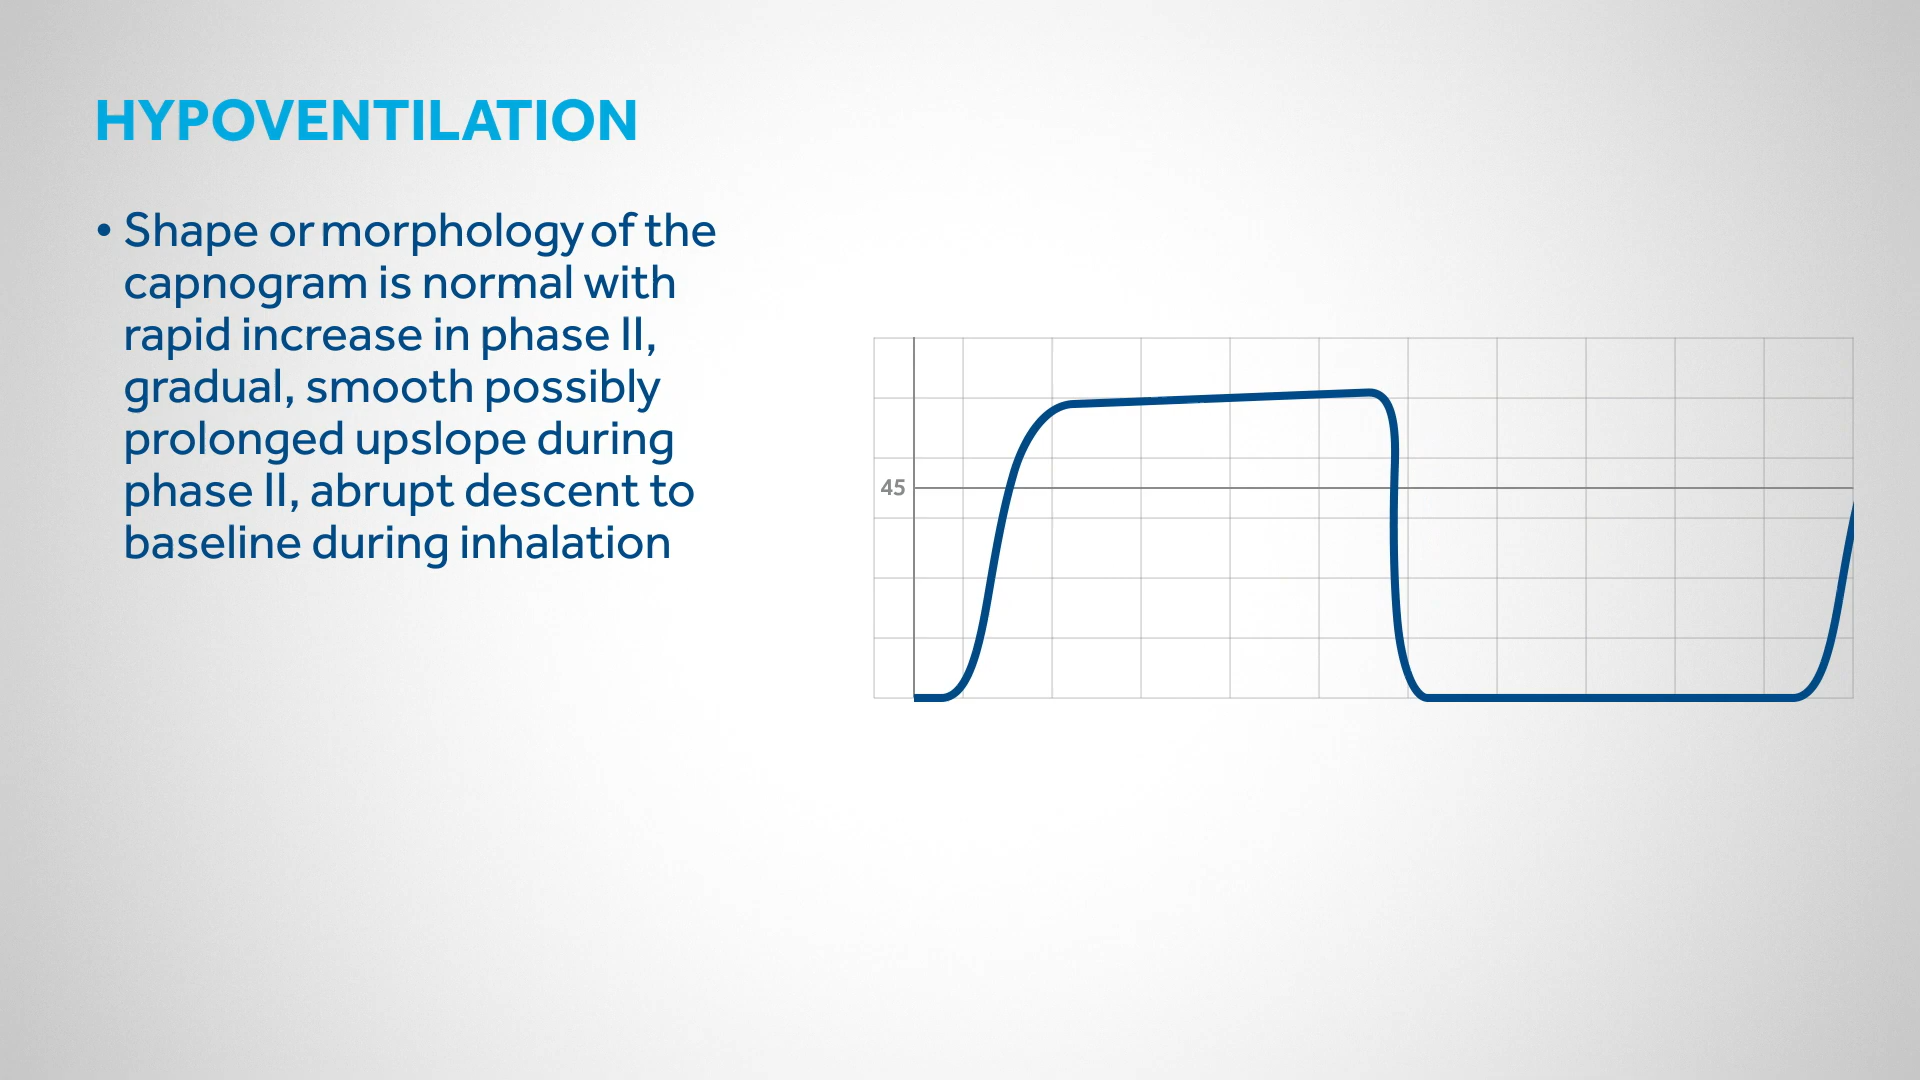 HYPOVENTILATION
• Shape or morphology of the
capnogram is normal with
rapid increase in phase II,
gradual, smooth possibly
prolonged upslope during
phase II, abrupt descent to
baseline during inhalation
45